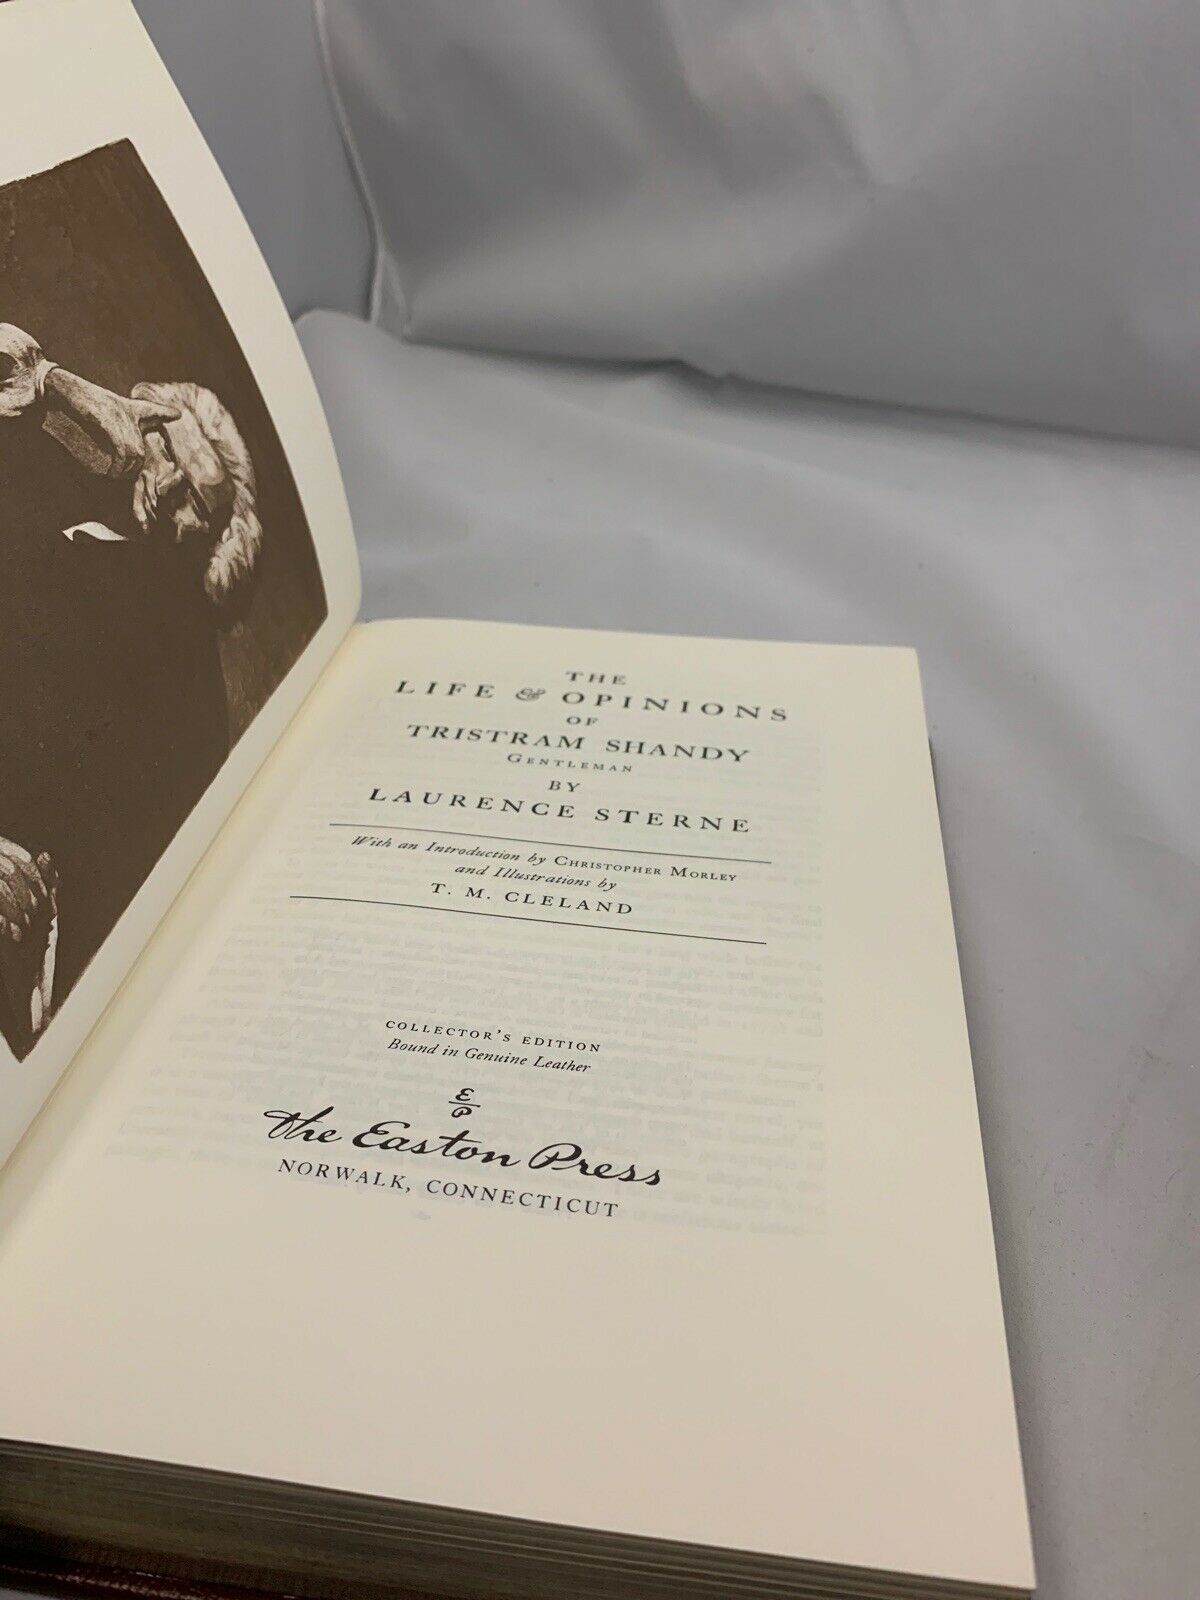 THE
LIFE & OPINIONS
OF
TRISTRAM SHANDY
GENTLEMAN
BY
LAURENCE STERNE
With an Introduction by CHRISTOPHER MORLEY
and Illustrations by
T. M. CLELAND
COLLECTOR'S EDITION
Bound in Genuine Leather
E
P
The Easton Press
NORWALK, CONNECTICUT